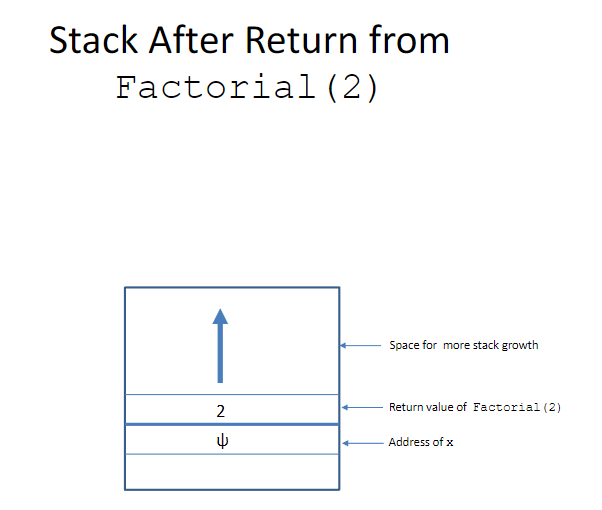 Stack After Return from
Factorial(2)
Space for more stack growth
2
Return value of Factorial(2)
ψ
Address of x